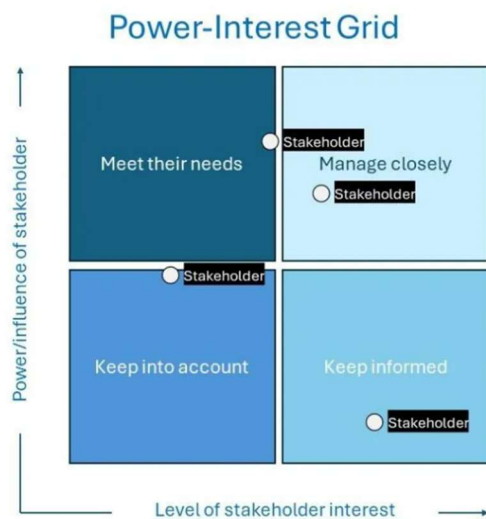 Power-Interest Grid
Power/influence of stakeholder
Meet their needs
Stakeholder
Manage closely
Stakeholder
Stakeholder
Keep into account
Keep informed
Stakeholder
Level of stakeholder interest